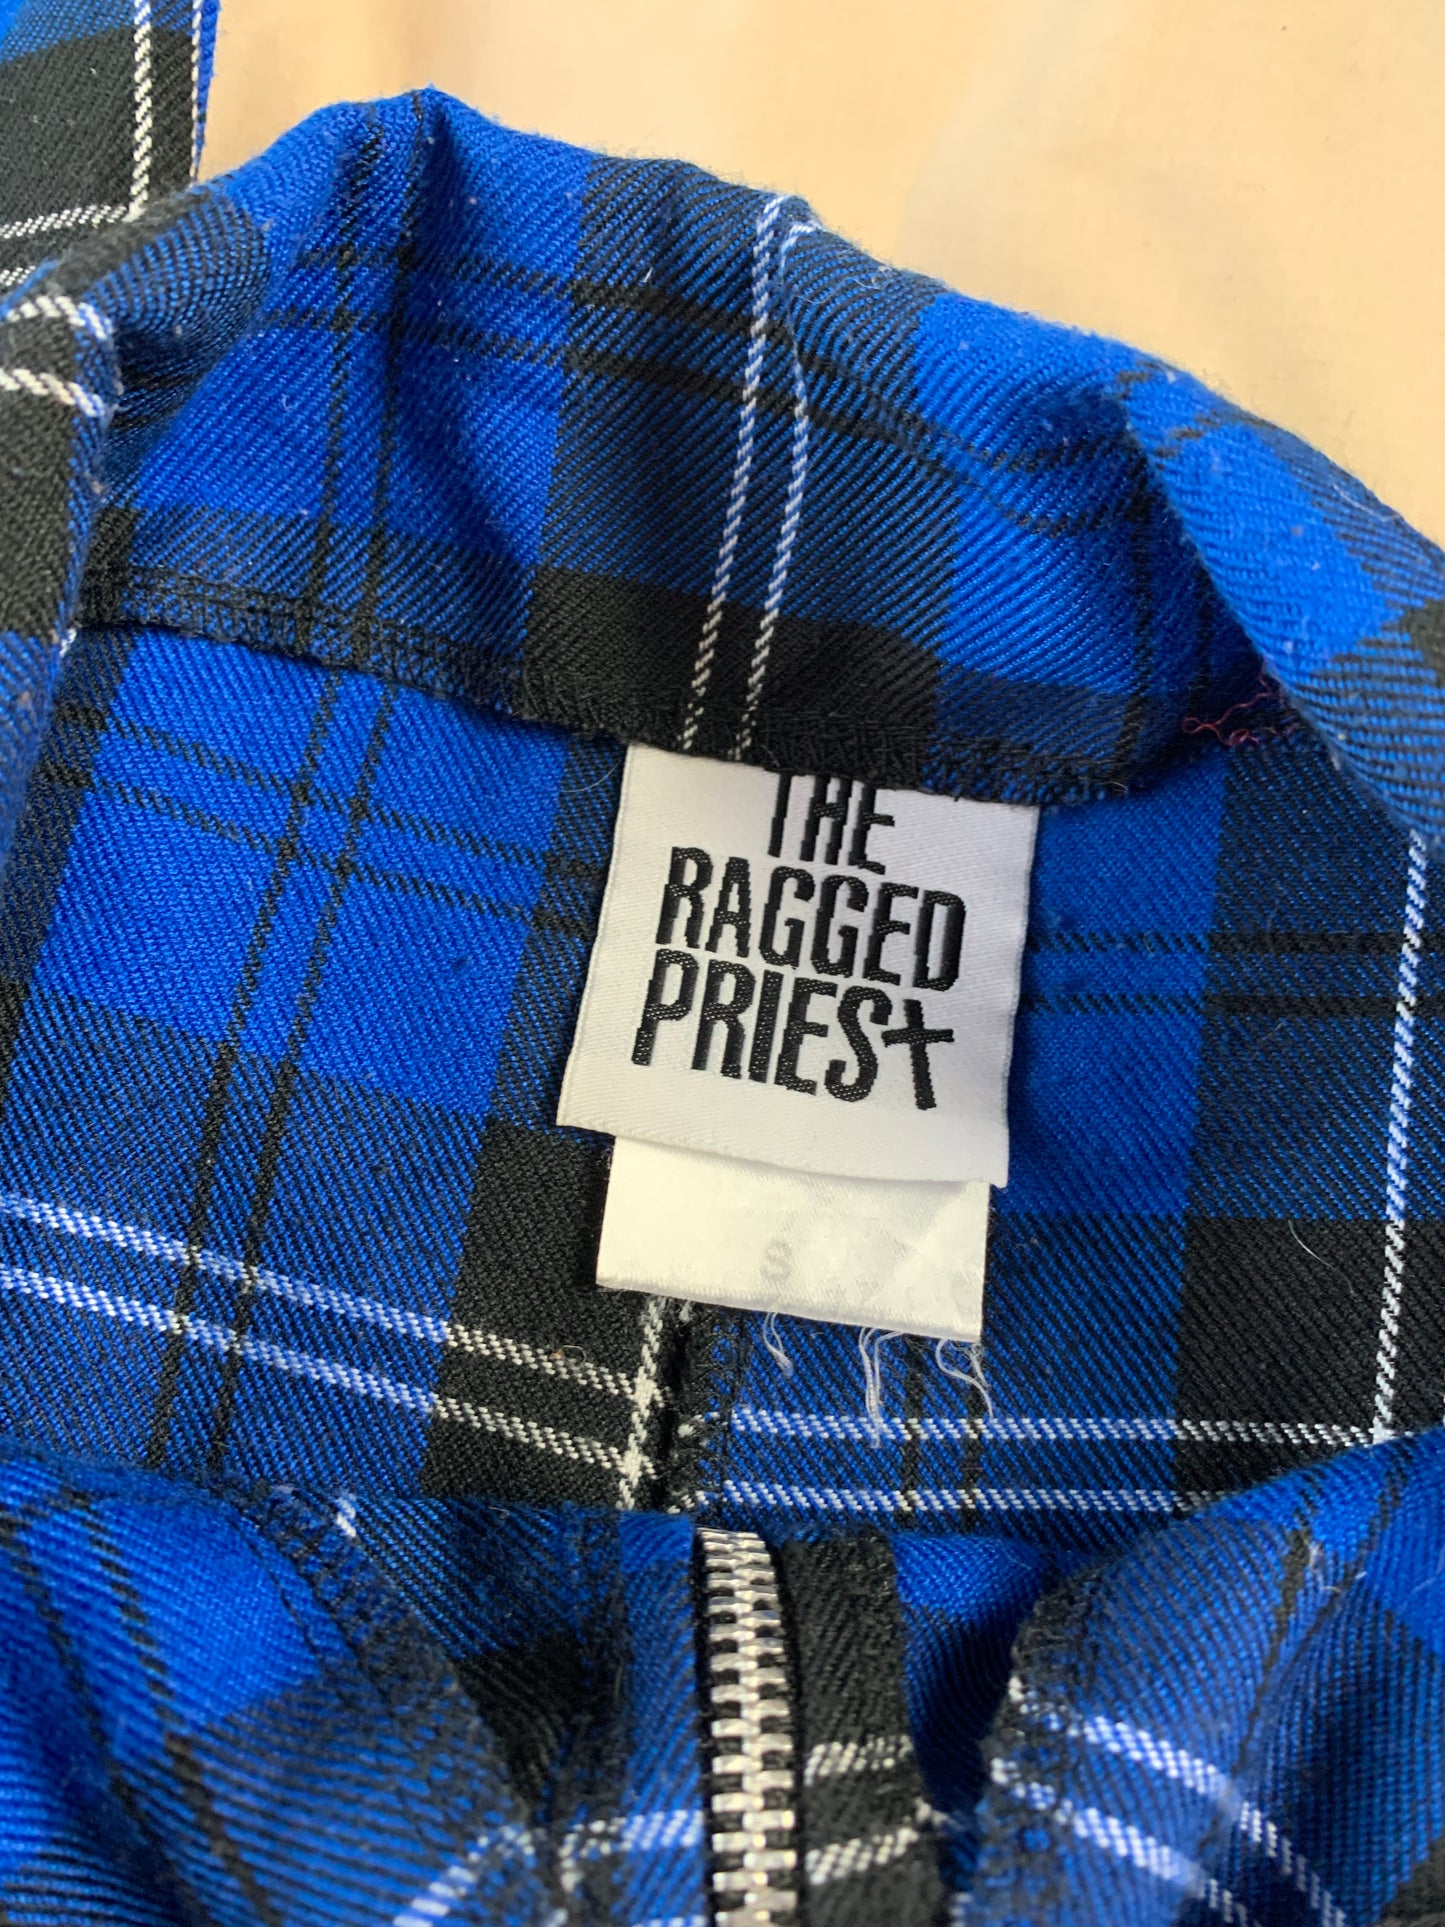 THE
RAGGED
PRIEST
S